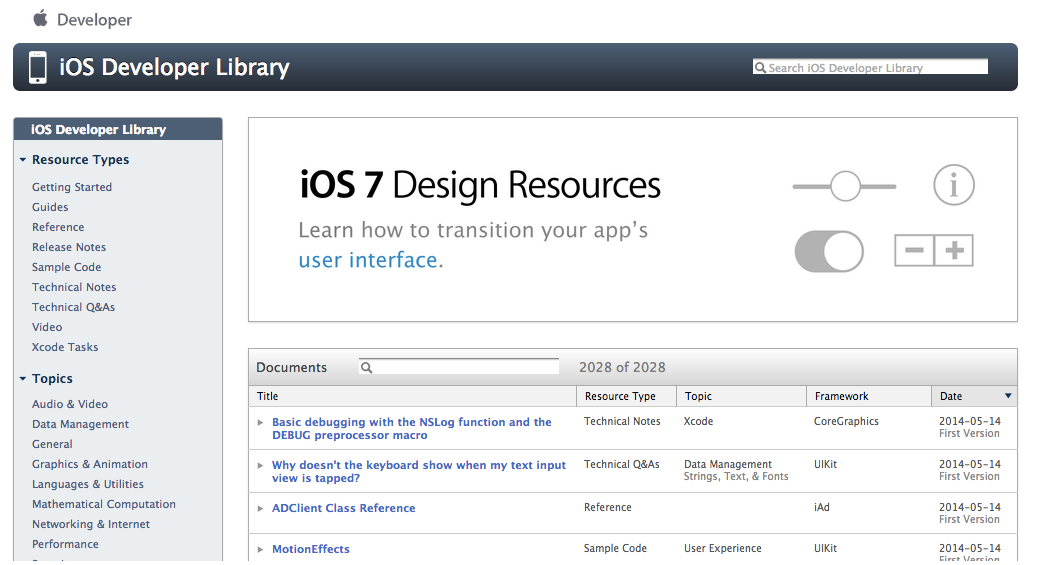 Developer
iOS Developer Library
Search iOS Developer Library
iOS Developer Library
Resource Types
Getting Started
Guides
Reference
Release Notes
Sample Code
Technical Notes
Technical Q&As
Video
Xcode Tasks
Topics
Audio & Video
Data Management
General
Graphics & Animation
Languages & Utilities
Mathematical Computation
Networking & Internet
Performance
iOS 7 Design Resources
Learn how to transition your app's
user interface.
Documents 2028 of 2028
Title Resource Type Topic Framework Date
Basic debugging with the NSLog function and the Technical Notes Xcode CoreGraphics 2014-05-14
DEBUG preprocessor macro First Version
Why doesn't the keyboard show when my text input Technical Q&As Data Management UIKit 2014-05-14
view is tapped? Strings, Text, & Fonts First Version
ADClient Class Reference Reference iAd 2014-05-14
First Version
MotionEffects Sample Code User Experience UIKit 2014-05-14
First Version